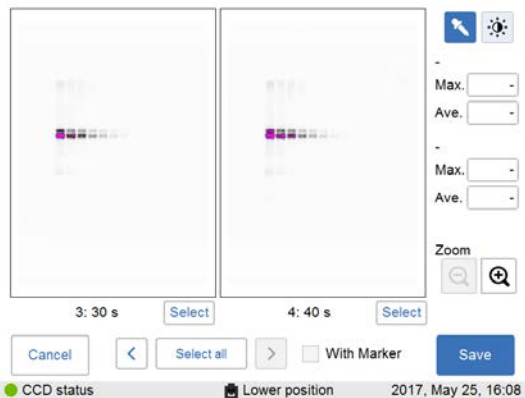 -
Max. -
Ave. -
-
Max. -
Ave. -
Zoom
3: 30 s Select 4: 40 s Select
Cancel < Select all > With Marker Save
CCD status Lower position 2017, May 25, 16:08